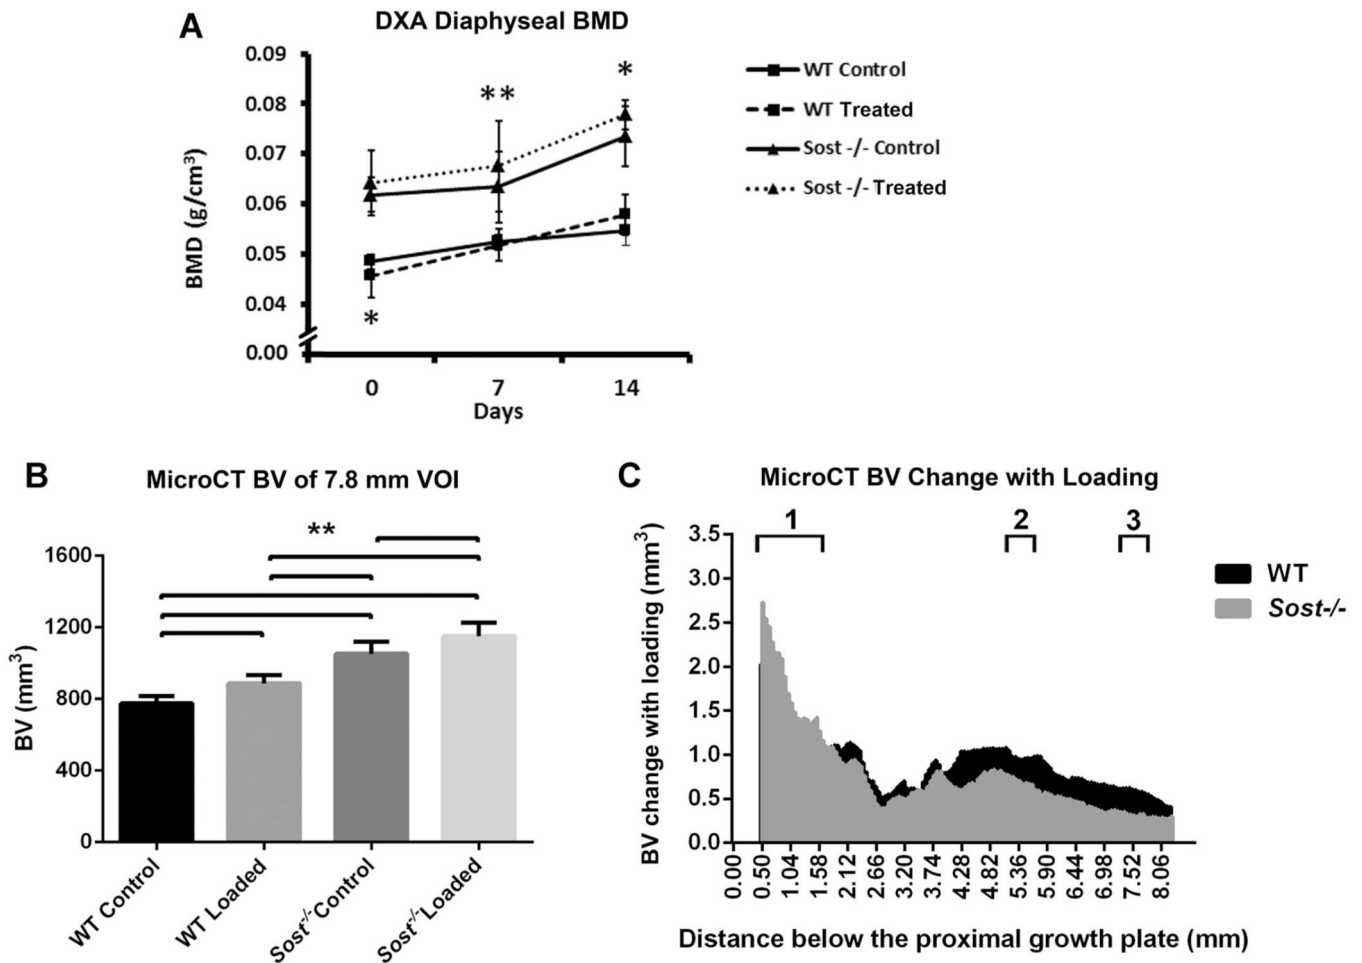 A
DXA Diaphyseal BMD
0.09
0.08
0.07
0.06
0.05
0.04
0.00
BMD (g/cm³)
*
**
*
0
7
14
Days
WT Control
WT Treated
Sost -/- Control
Sost -/- Treated
B
MicroCT BV of 7.8 mm VOI
**
1600
1200
800
400
0
BV (mm³)
WT Control
WT Loaded
Sost⁻/⁻Control
Sost⁻/⁻Loaded
C
MicroCT BV Change with Loading
1
2
3
3.5
3.0
2.5
2.0
1.5
1.0
0.5
0.0
BV change with loading (mm³)
0.00
0.50
1.04
1.58
2.12
2.66
3.20
3.74
4.28
4.82
5.36
5.90
6.44
6.98
7.52
8.06
Distance below the proximal growth plate (mm)
WT
Sost-/-